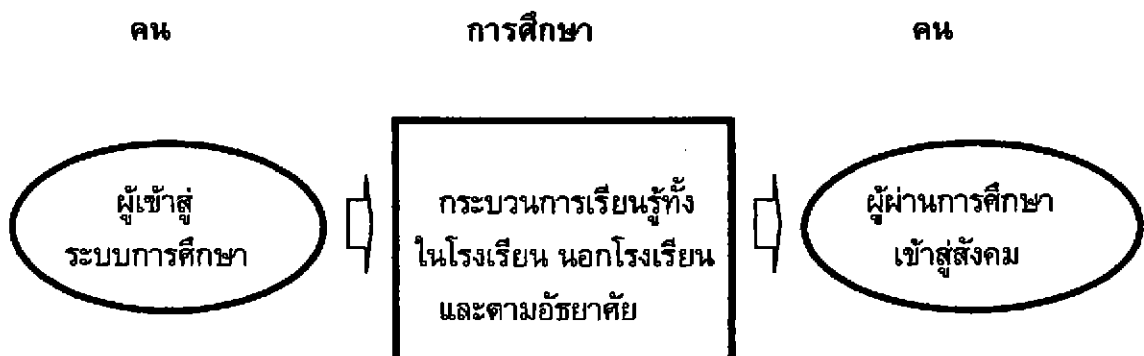 คน การศึกษา คน
ผู้เข้าสู่
ระบบการศึกษา
กระบวนการเรียนรู้ทั้ง
ในโรงเรียน นอกโรงเรียน
และตามอัธยาศัย
ผู้ผ่านการศึกษา
เข้าสู่สังคม